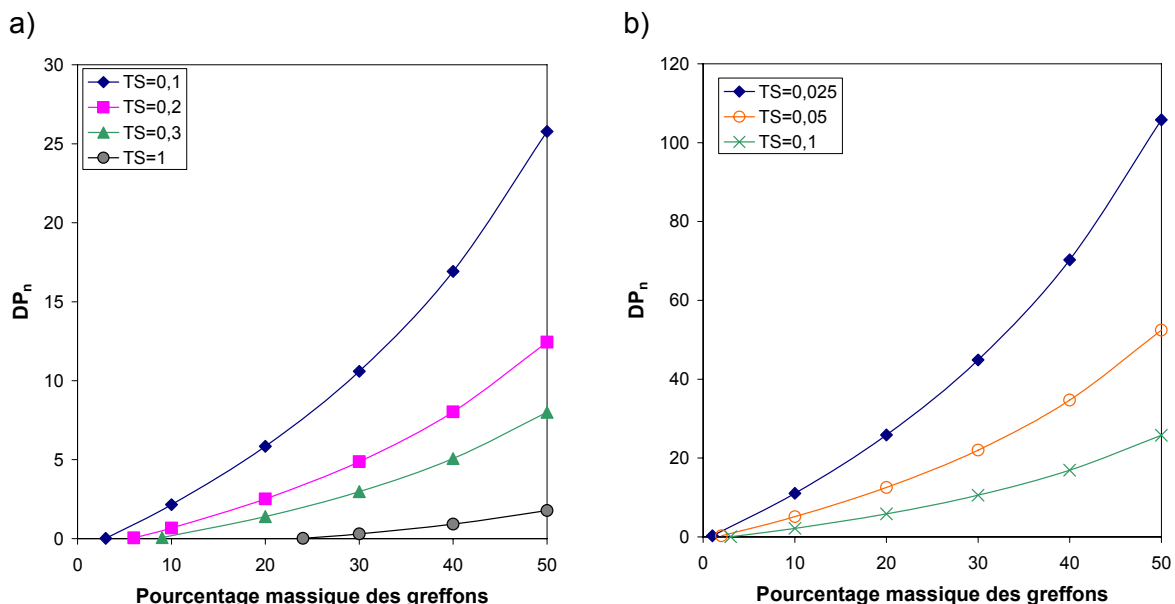 a)
30
25
20
15
10
5
0
DPn
TS=0,1
TS=0,2
TS=0,3
TS=1
0 10 20 30 40 50
Pourcentage massique des greffons
b)
120
100
80
60
40
20
0
DPn
TS=0,025
TS=0,05
TS=0,1
0 10 20 30 40 50
Pourcentage massique des greffons